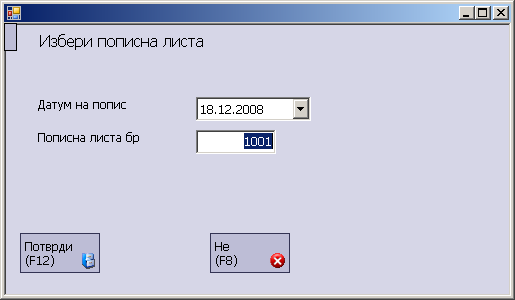 Избери пописна листа
Датум на попис
18.12.2008
Пописна листа бр
1001
Потврди
(F12)
Не
(F8)